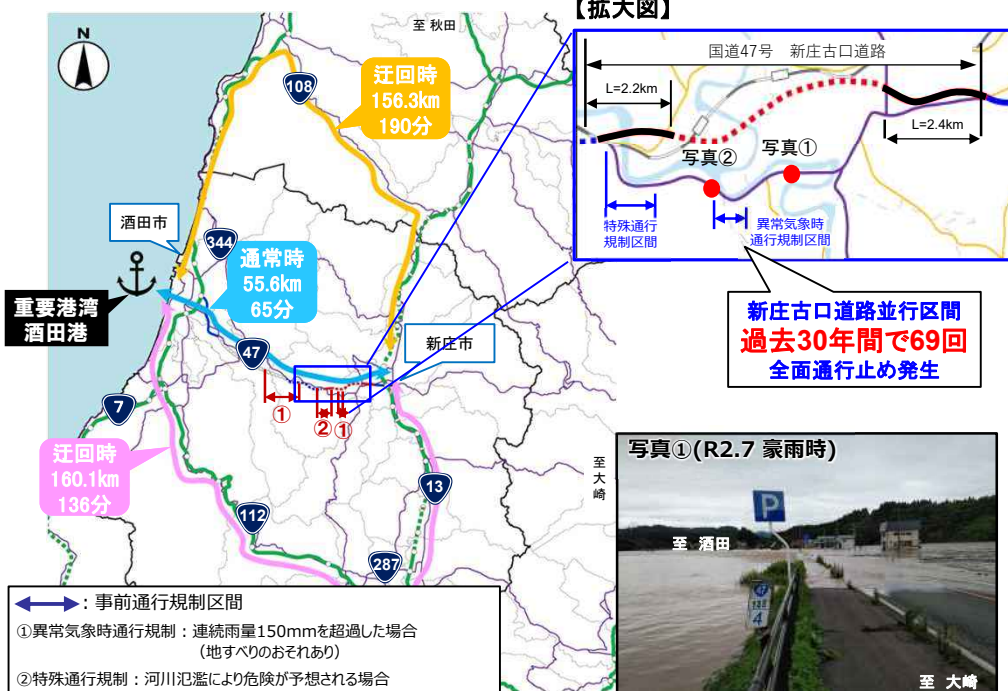 【拡大図】
至 秋田
N
108
迂回時
156.3km
190分
国道47号 新庄古口道路
L=2.2km
L=2.4km
写真②
写真①
特殊通行
規制区間
異常気象時
通行規制区間
酒田市
344
通常時
55.6km
65分
重要港湾
酒田港
47
新庄市
新庄古口道路並行区間
過去30年間で69回
全面通行止め発生
①
②
①
7
迂回時
160.1km
136分
13
至
大
崎
112
287
写真①(R2.7 豪雨時)
P
至 酒田
47
4
至 大崎
：事前通行規制区間
①異常気象時通行規制：連続雨量150mmを超過した場合
(地すべりのおそれあり)
②特殊通行規制：河川氾濫により危険が予想される場合